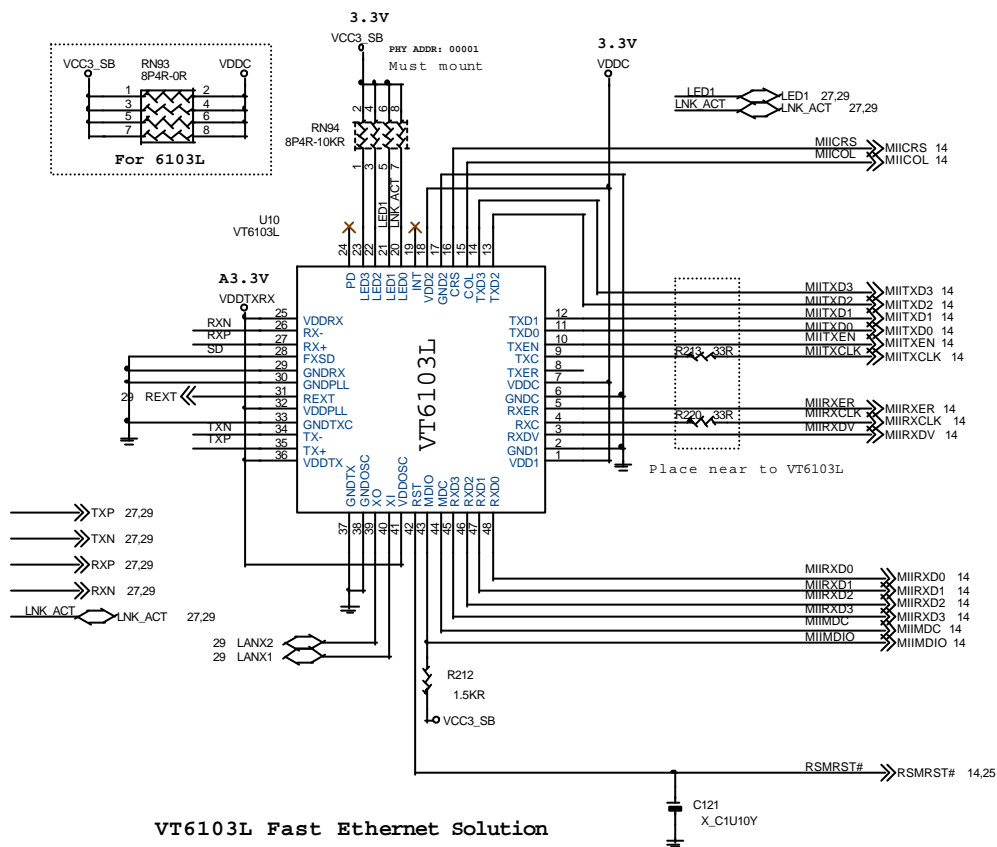 3.3V
VCC3_SB
PHY ADDR: 00001
Must mount
3.3V
VDDC
VCC3_SB
RN93
8P4R-0R
VDDC
1
2
3
4
5
6
7
8
For 6103L
2
4
6
8
RN94
8P4R-10KR
1
3
5
7
LED1
LNK_ACT
LED1
LED1 27,29
LNK_ACT
LNK_ACT 27,29
MIICRS
MIICRS 14
MIICOL
MIICOL 14
U10
VT6103L
24
23
22
21
20
19
18
17
16
15
14
13
PD
LED3
LED2
LED1
LED0
INT
VDD2
GND2
CRS
COL
TXD3
TXD2
A3.3V
VDDTXRX
25 VDDRX
RXN 26 RX-
RXP 27 RX+
SD 28 FXSD
29 GNDRX
30 GNDPLL
29 REXT 31 REXT
32 VDDPLL
33 GNDTXC
TXN 34 TX-
TXP 35 TX+
36 VDDTX
VT6103L
TXD1 12
TXD0 11
TXEN 10
TXC 9
TXER 8
VDDC 7
GNDC 6
RXER 5
RXC 4
RXDV 3
GND1 2
VDD1 1
MIITXD3
MIITXD3 14
MIITXD2
MIITXD2 14
MIITXD1
MIITXD1 14
MIITXD0
MIITXD0 14
MIITXEN
MIITXEN 14
R213 33R
MIITXCLK
MIITXCLK 14
MIIRXER
MIIRXER 14
R220 33R
MIIRXCLK
MIIRXCLK 14
MIIRXDV
MIIRXDV 14
Place near to VT6103L
GNDTX
GNDOSC
XO
XI
VDDOSC
RST
MDIO
MDC
RXD3
RXD2
RXD1
RXD0
37
38
39
40
41
42
43
44
45
46
47
48
TXP 27,29
TXN 27,29
RXP 27,29
RXN 27,29
LNK_ACT
LNK_ACT 27,29
MIIRXD0
MIIRXD0 14
MIIRXD1
MIIRXD1 14
MIIRXD2
MIIRXD2 14
MIIRXD3
MIIRXD3 14
MIIMDC
MIIMDC 14
MIIMDIO
MIIMDIO 14
29 LANX2
29 LANX1
R212
1.5KR
VCC3_SB
RSMRST#
RSMRST# 14,25
C121
X_C1U10Y
VT6103L Fast Ethernet Solution